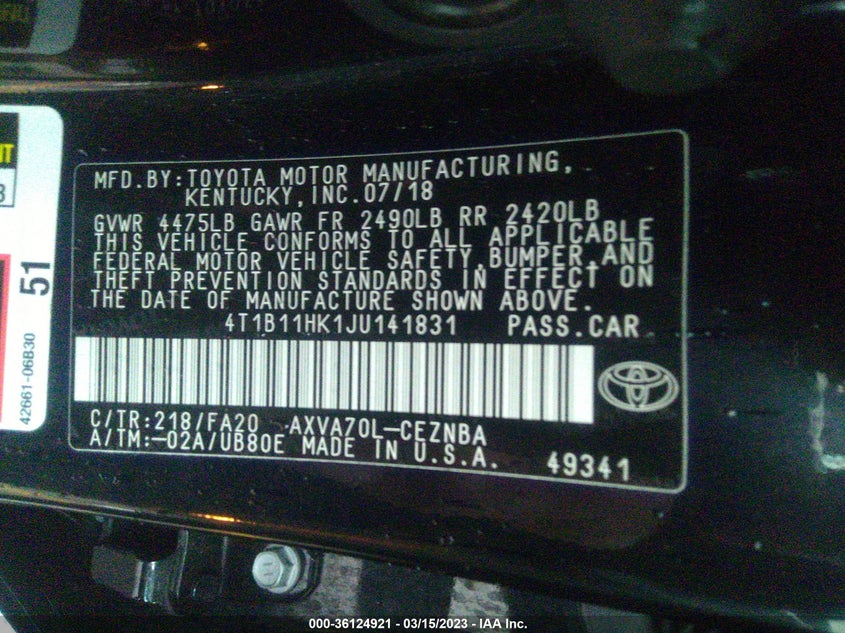 MFD.BY:TOYOTA MOTOR MANUFACTURING,
KENTUCKY,INC.07/18
GVWR 4475LB GAWR FR 2490LB RR 2420LB
THIS VEHICLE CONFORMS TO ALL APPLICABLE
FEDERAL MOTOR VEHICLE SAFETY,BUMPER,AND
THEFT PREVENTION STANDARDS IN EFFECT ON
THE DATE OF MANUFACTURE SHOWN ABOVE.
4T1B11HK1JU141831 PASS.CAR
C/TR:218/FA20 AXVA70L-CEZNBA
A/TM:-02A/UB80E MADE IN U.S.A. 49341
51
42661-06B30
000-36124921 - 03/15/2023 - IAA Inc.